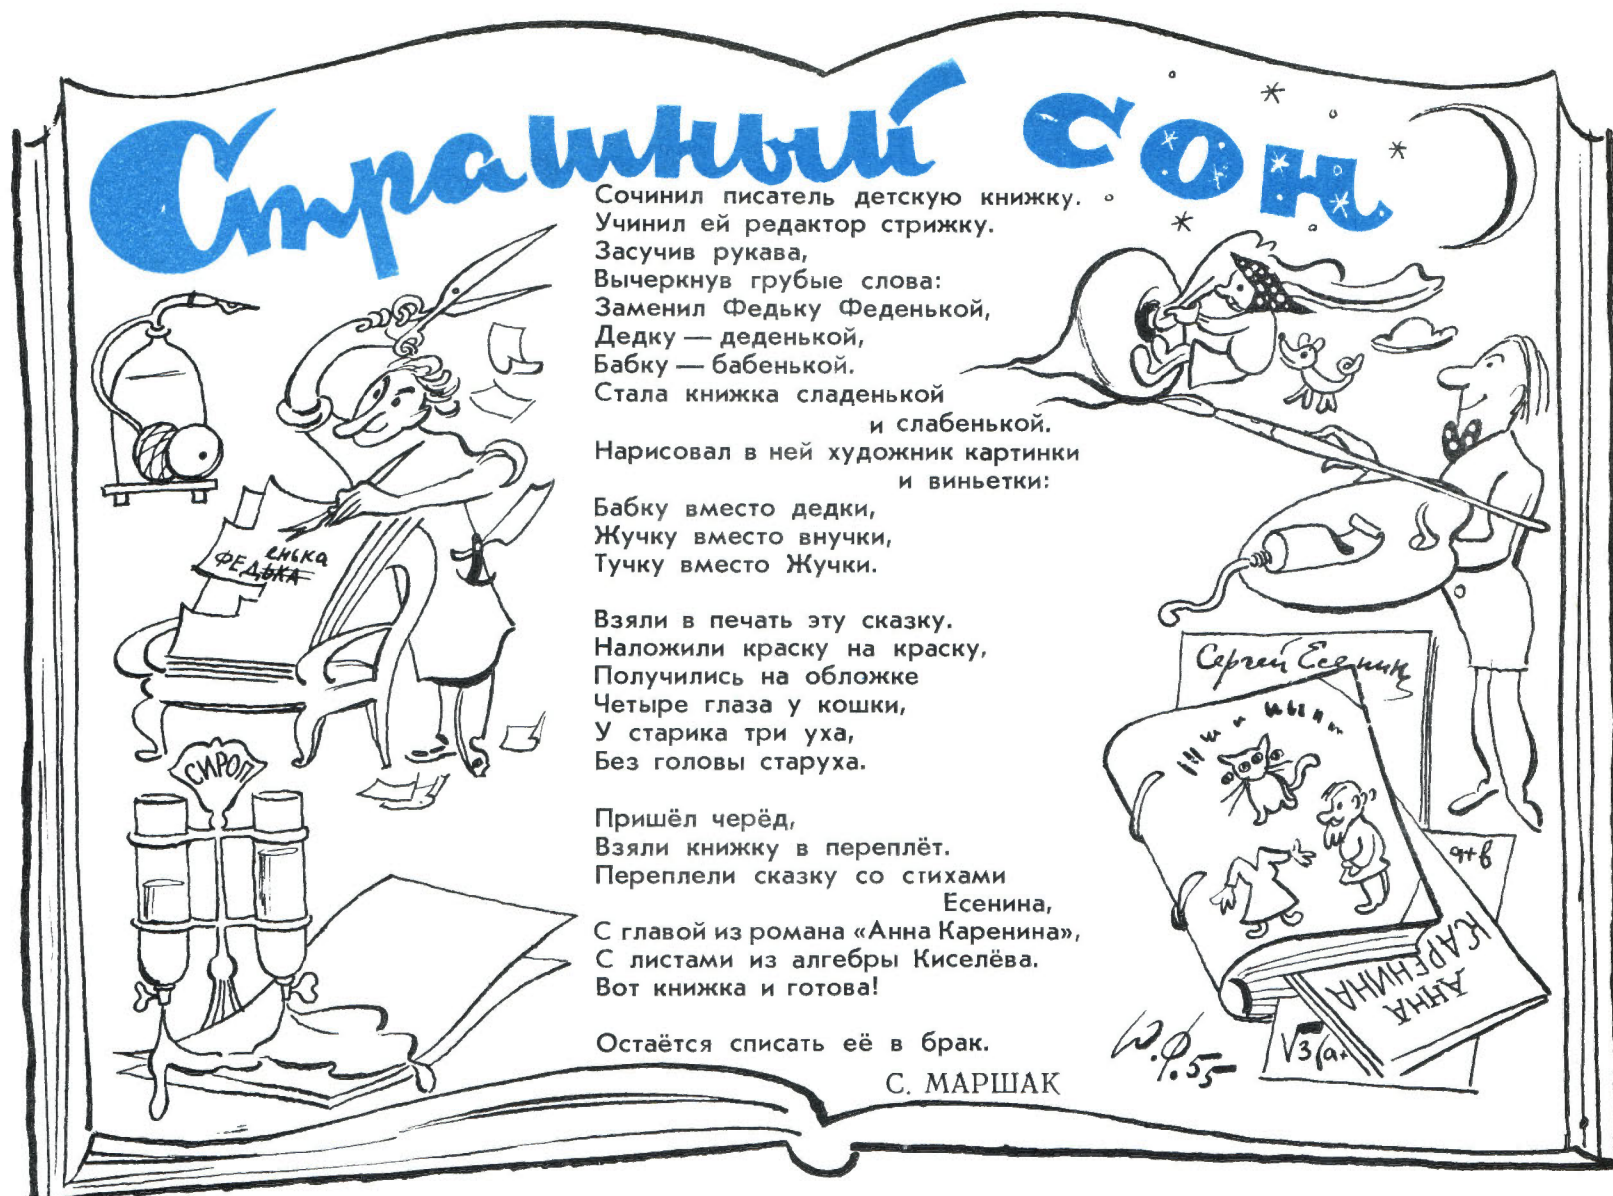 Страшный сон
Сочинил писатель детскую книжку.
Учинил ей редактор стрижку.
Засучив рукава,
Вычеркнув грубые слова:
Заменил Федьку Феденькой,
Дедку — деденькой,
Бабку — бабенькой.
Стала книжка сладенькой
и слабенькой.
Нарисовал в ней художник картинки
и виньетки:
Бабку вместо дедки,
Жучку вместо внучки,
Тучку вместо Жучки.
Взяли в печать эту сказку.
Наложили краску на краску,
Получились на обложке
Четыре глаза у кошки,
У старика три уха,
Без головы старуха.
Пришёл черёд,
Взяли книжку в переплёт.
Переплели сказку со стихами
Есенина,
С главой из романа «Анна Каренина»,
С листами из алгебры Киселёва.
Вот книжка и готова!
Остаётся списать её в брак.
С. МАРШАК
енька
ФЕДЬКА
СИРОП
Сергей Есенин
а+в
АННА
КАРЕНИНА
√3(а+
Ю.Ф.55